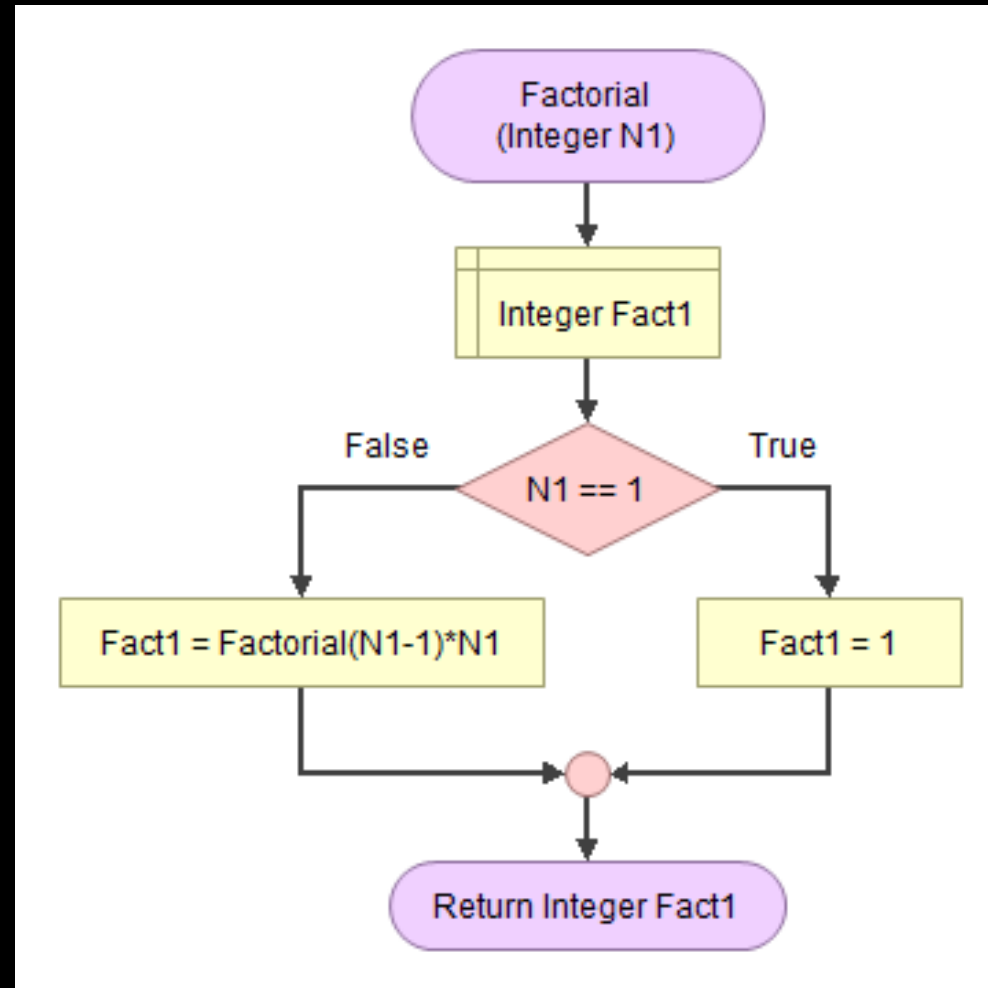 Factorial
(Integer N1)
Integer Fact1
False
True
N1 == 1
Fact1 = Factorial(N1-1)*N1
Fact1 = 1
Return Integer Fact1